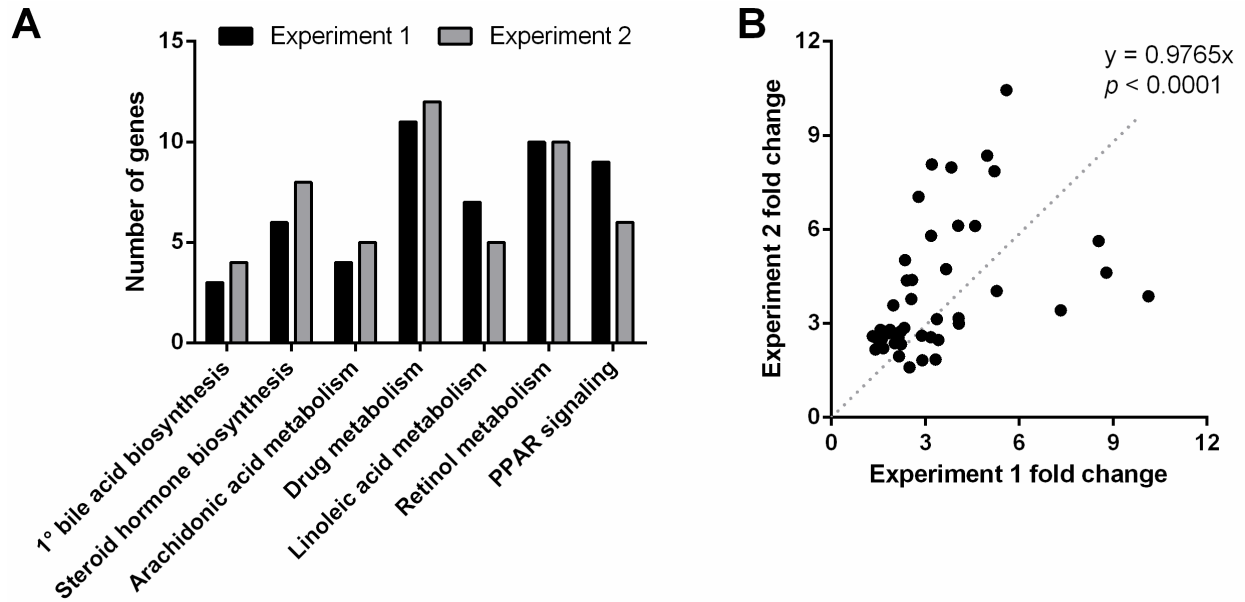 A
Experiment 1
Experiment 2
Number of genes
15
10
5
0
1° bile acid biosynthesis
Steroid hormone biosynthesis
Arachidonic acid metabolism
Drug metabolism
Linoleic acid metabolism
Retinol metabolism
PPAR signaling
B
y = 0.9765x
p < 0.0001
Experiment 2 fold change
12
9
6
3
0
0 3 6 9 12
Experiment 1 fold change